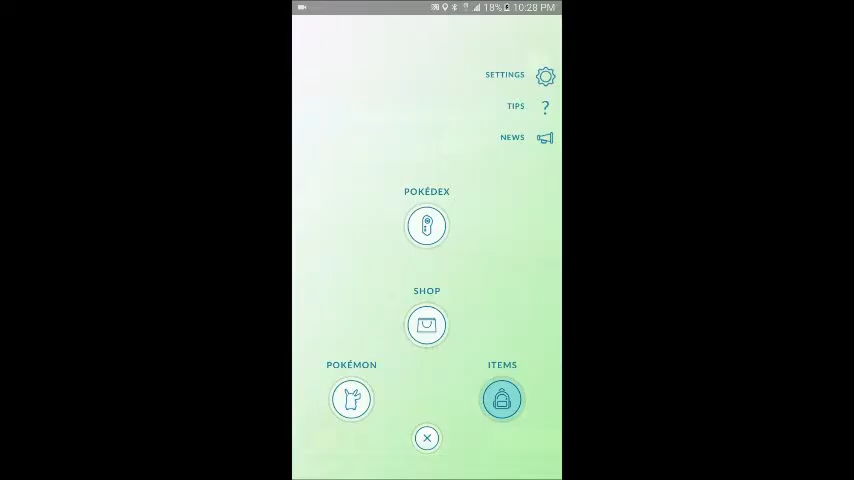 18% 10:28 PM
SETTINGS
TIPS
?
NEWS
POKÉDEX
SHOP
POKÉMON
ITEMS